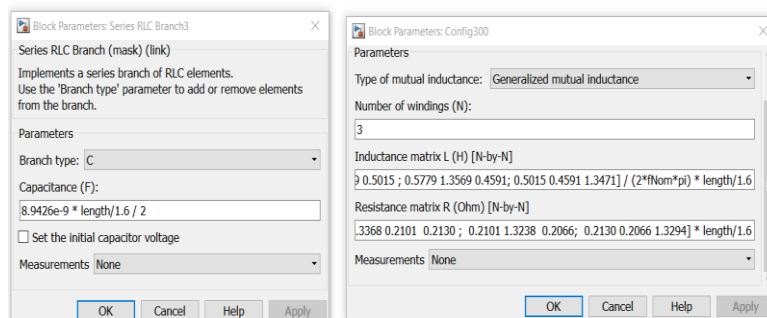 Block Parameters: Series RLC Branch3
Series RLC Branch (mask) (link)
Implements a series branch of RLC elements.
Use the 'Branch type' parameter to add or remove elements
from the branch.
Parameters
Branch type: C
Capacitance (F):
8.9426e-9 * length/1.6 / 2
Set the initial capacitor voltage
Measurements None
OK Cancel Help Apply
Block Parameters: Config300
Parameters
Type of mutual inductance: Generalized mutual inductance
Number of windings (N):
3
Inductance matrix L (H) [N-by-N]
9 0.5015 ; 0.5779 1.3569 0.4591; 0.5015 0.4591 1.3471] / (2*fNom*pi) * length/1.6
Resistance matrix R (Ohm) [N-by-N]
.3368 0.2101 0.2130 ; 0.2101 1.3238 0.2066; 0.2130 0.2066 1.3294] * length/1.6
Measurements None
OK Cancel Help Apply